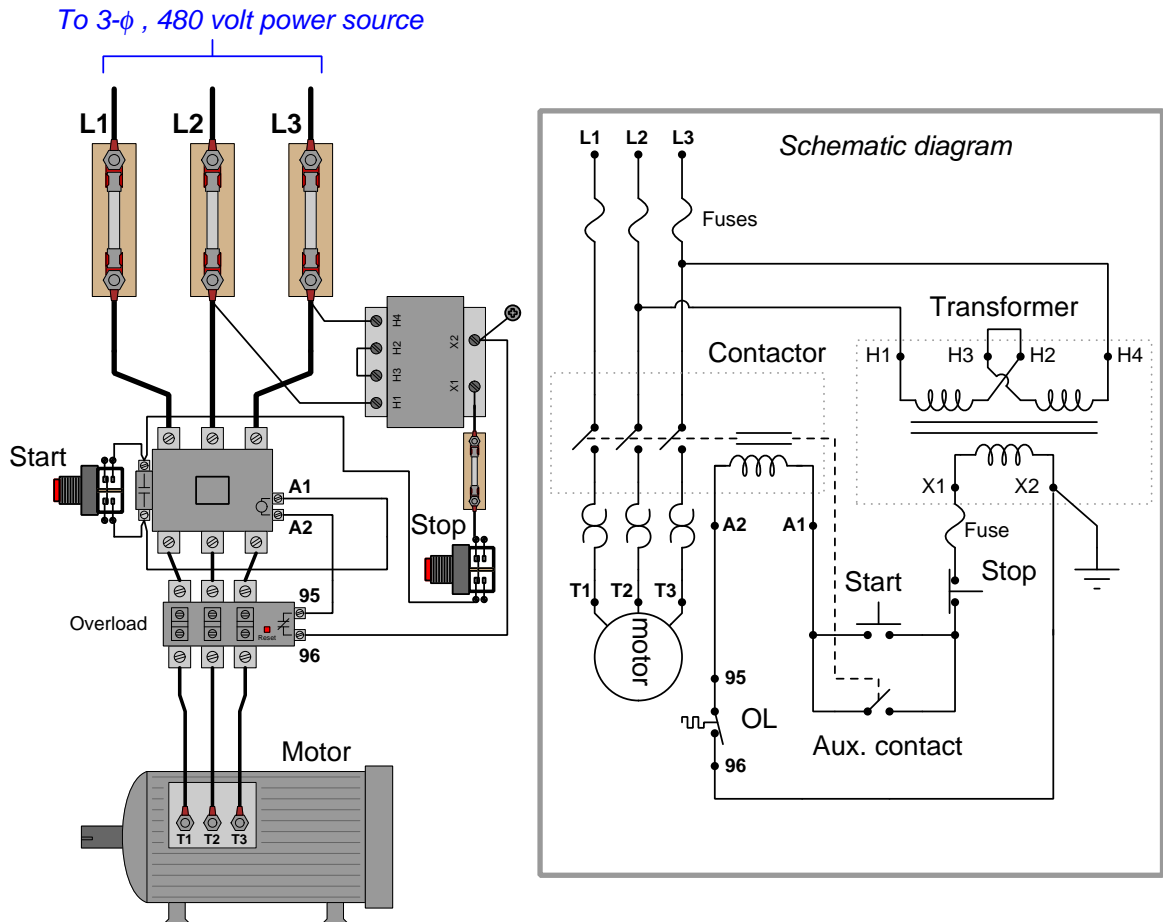 To 3-ϕ , 480 volt power source
L1 L2 L3
H4
H2
H3
H1
X2
X1
Start
A1
A2
Stop
95
Overload
Reset
96
Motor
T1 T2 T3
Schematic diagram
L1 L2 L3
Fuses
Transformer
Contactor
H1 H3 H2 H4
X1 X2
A2 A1
Fuse
Start
Stop
T1 T2 T3
motor
95
OL
Aux. contact
96